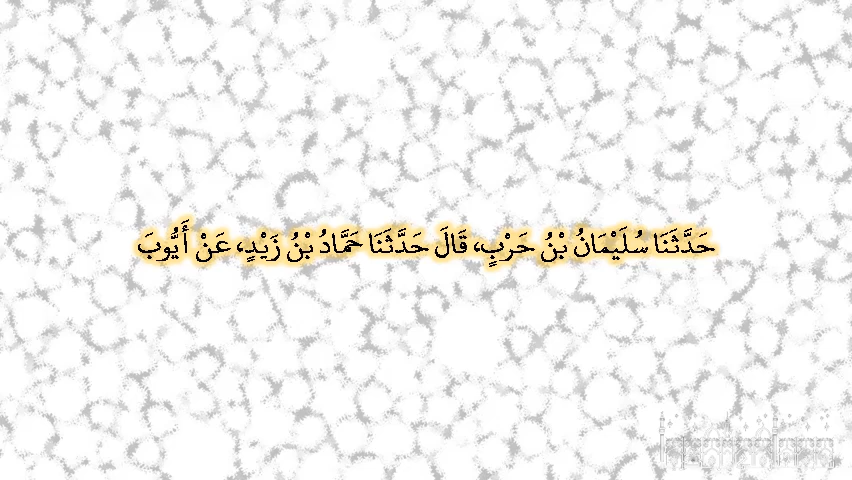 حَدَّثَنَا سُلَيْمَانُ بْنُ حَرْبٍ، قَالَ حَدَّثَنَا حَمَّادُ بْنُ زَيْدٍ، عَنْ أَيُّوبَ